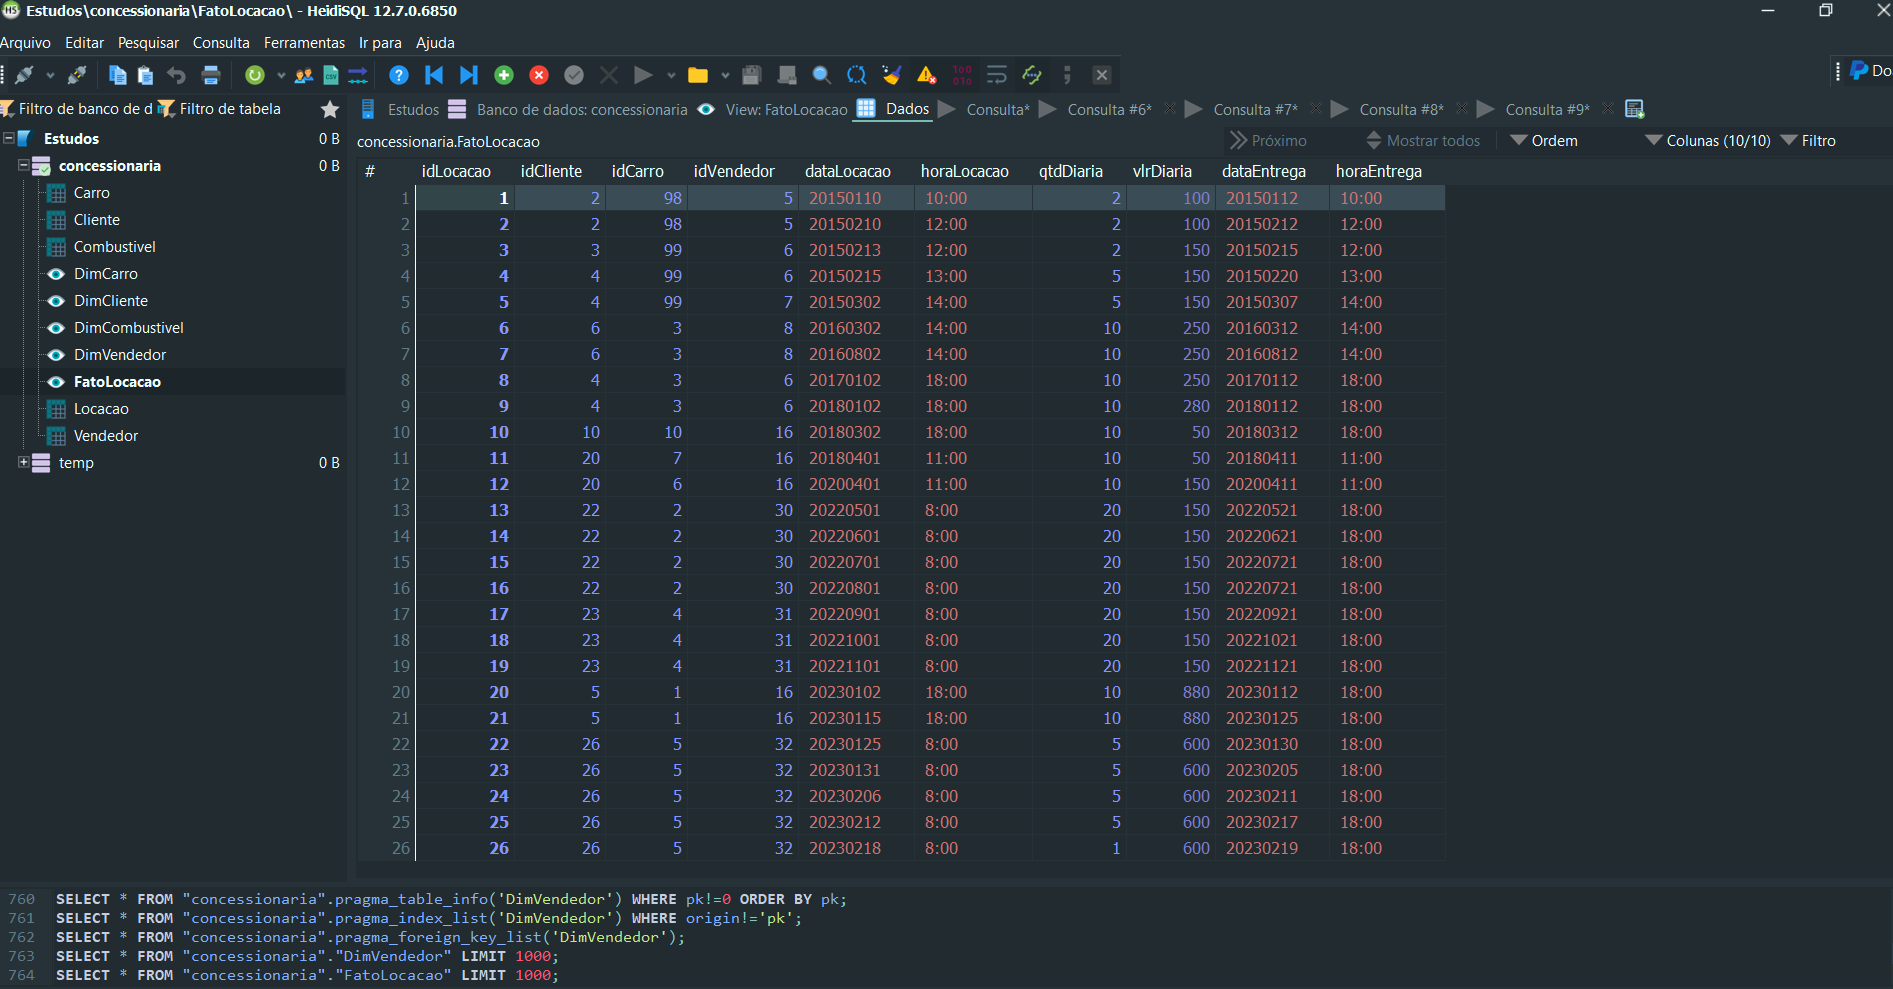 Estudos\concessionaria\FatoLocacao\ - HeidiSQL 12.7.0.6850
Arquivo Editar Pesquisar Consulta Ferramentas Ir para Ajuda
Do
Filtro de banco de d Filtro de tabela
Estudos Banco de dados: concessionaria View: FatoLocacao Dados Consulta* Consulta #6* Consulta #7* Consulta #8* Consulta #9*
Estudos 0 B
concessionaria 0 B
Carro
Cliente
Combustivel
DimCarro
DimCliente
DimCombustivel
DimVendedor
FatoLocacao
Locacao
Vendedor
temp 0 B
concessionaria.FatoLocacao Próximo Mostrar todos Ordem Colunas (10/10) Filtro
# idLocacao idCliente idCarro idVendedor dataLocacao horaLocacao qtdDiaria vlrDiaria dataEntrega horaEntrega
1 1 2 98 5 20150110 10:00 2 100 20150112 10:00
2 2 2 98 5 20150210 12:00 2 100 20150212 12:00
3 3 3 99 6 20150213 12:00 2 150 20150215 12:00
4 4 4 99 6 20150215 13:00 5 150 20150220 13:00
5 5 4 99 7 20150302 14:00 5 150 20150307 14:00
6 6 6 3 8 20160302 14:00 10 250 20160312 14:00
7 7 6 3 8 20160802 14:00 10 250 20160812 14:00
8 8 4 3 6 20170102 18:00 10 250 20170112 18:00
9 9 4 3 6 20180102 18:00 10 280 20180112 18:00
10 10 10 10 16 20180302 18:00 10 50 20180312 18:00
11 11 20 7 16 20180401 11:00 10 50 20180411 11:00
12 12 20 6 16 20200401 11:00 10 150 20200411 11:00
13 13 22 2 30 20220501 8:00 20 150 20220521 18:00
14 14 22 2 30 20220601 8:00 20 150 20220621 18:00
15 15 22 2 30 20220701 8:00 20 150 20220721 18:00
16 16 22 2 30 20220801 8:00 20 150 20220721 18:00
17 17 23 4 31 20220901 8:00 20 150 20220921 18:00
18 18 23 4 31 20221001 8:00 20 150 20221021 18:00
19 19 23 4 31 20221101 8:00 20 150 20221121 18:00
20 20 5 1 16 20230102 18:00 10 880 20230112 18:00
21 21 5 1 16 20230115 18:00 10 880 20230125 18:00
22 22 26 5 32 20230125 8:00 5 600 20230130 18:00
23 23 26 5 32 20230131 8:00 5 600 20230205 18:00
24 24 26 5 32 20230206 8:00 5 600 20230211 18:00
25 25 26 5 32 20230212 8:00 5 600 20230217 18:00
26 26 26 5 32 20230218 8:00 1 600 20230219 18:00
760 SELECT * FROM "concessionaria".pragma_table_info('DimVendedor') WHERE pk!=0 ORDER BY pk;
761 SELECT * FROM "concessionaria".pragma_index_list('DimVendedor') WHERE origin!='pk';
762 SELECT * FROM "concessionaria".pragma_foreign_key_list('DimVendedor');
763 SELECT * FROM "concessionaria"."DimVendedor" LIMIT 1000;
764 SELECT * FROM "concessionaria"."FatoLocacao" LIMIT 1000;